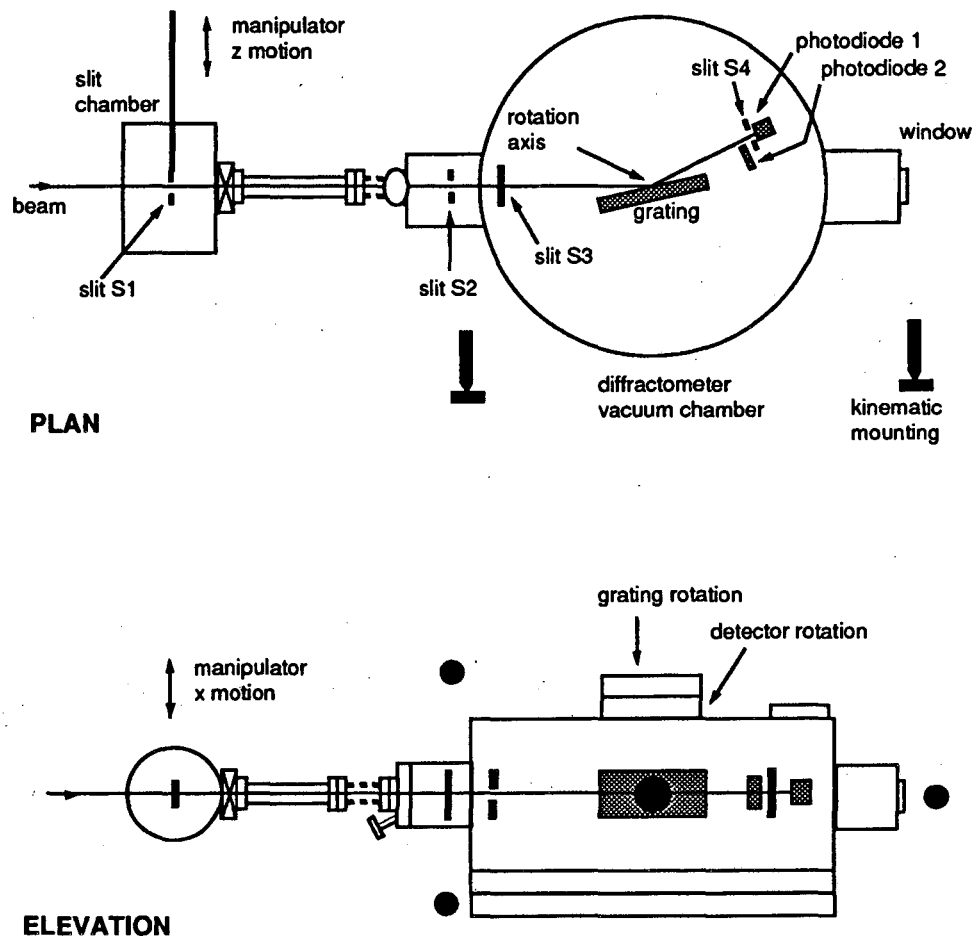 manipulator
z motion
slit
chamber
photodiode 1
slit S4
photodiode 2
rotation
axis
window
beam
grating
slit S1
slit S2
slit S3
diffractometer
vacuum chamber
kinematic
mounting
PLAN
grating rotation
detector rotation
manipulator
x motion
ELEVATION